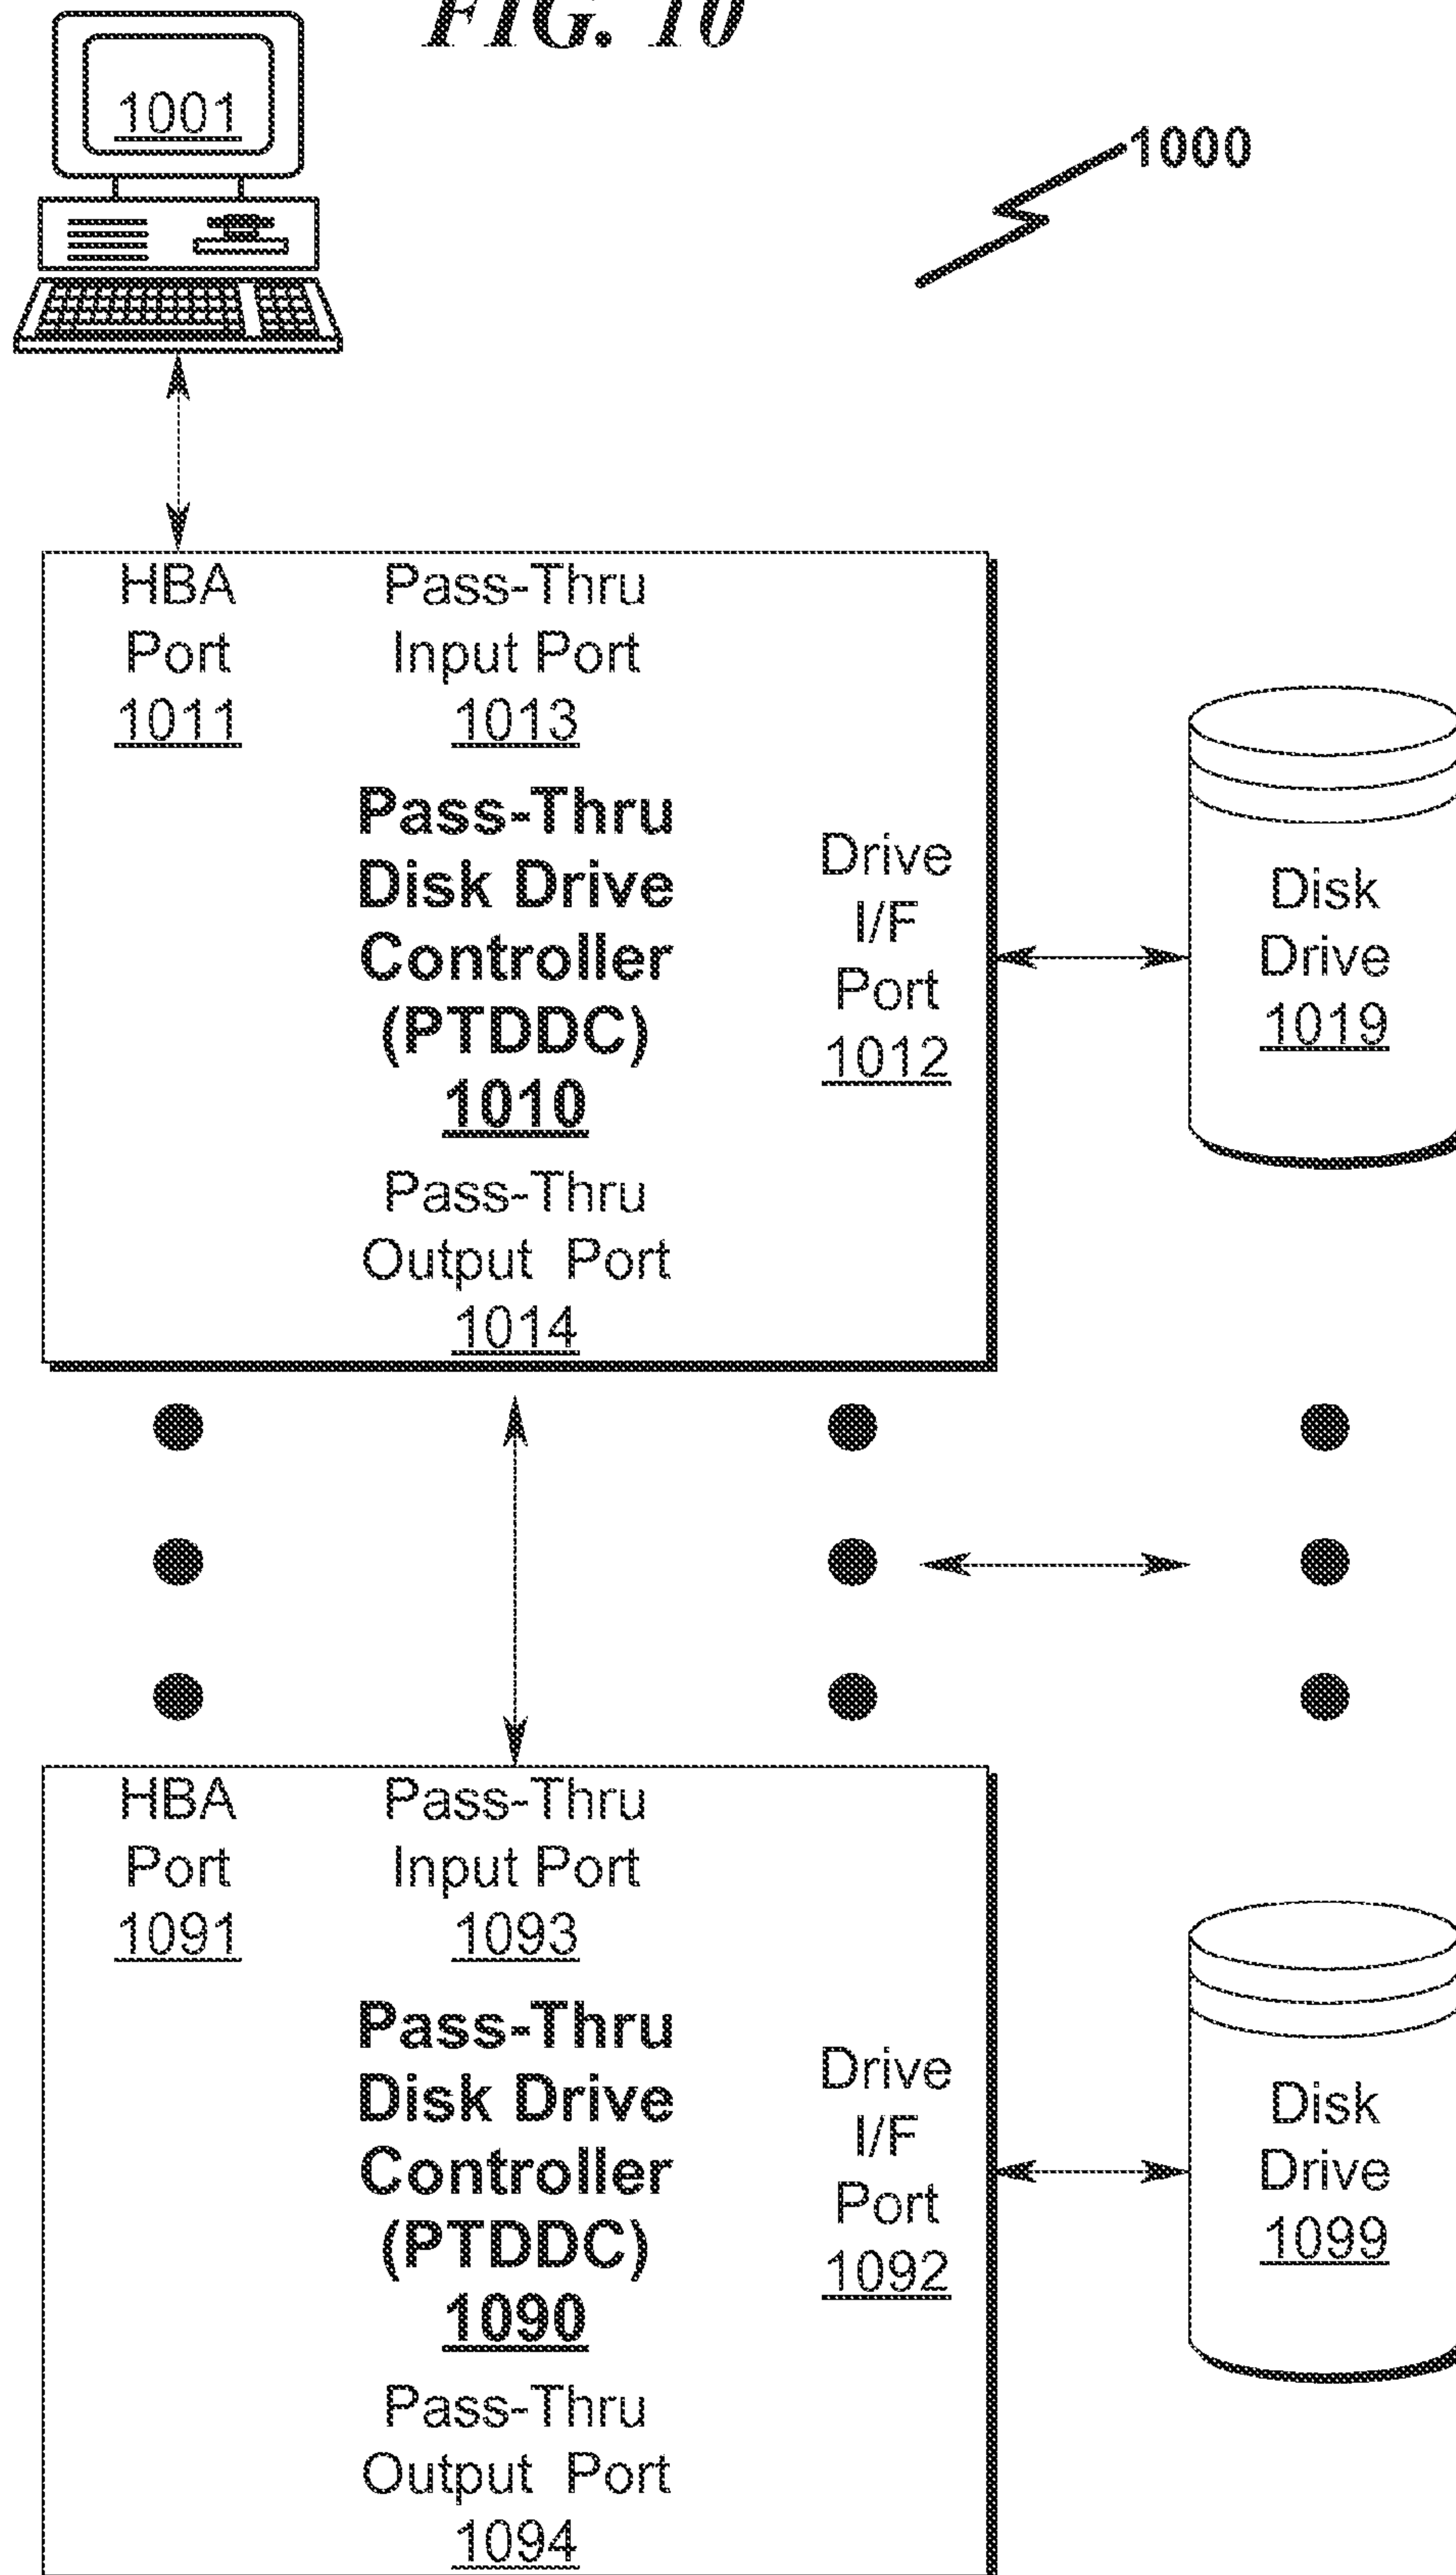 FIG. 10
1001
1000
HBA
Port
1011
Pass-Thru
Input Port
1013
Pass-Thru
Disk Drive
Controller
(PTDDC)
1010
Drive
I/F
Port
1012
Disk
Drive
1019
Pass-Thru
Output Port
1014
HBA
Port
1091
Pass-Thru
Input Port
1093
Pass-Thru
Disk Drive
Controller
(PTDDC)
1090
Drive
I/F
Port
1092
Disk
Drive
1099
Pass-Thru
Output Port
1094